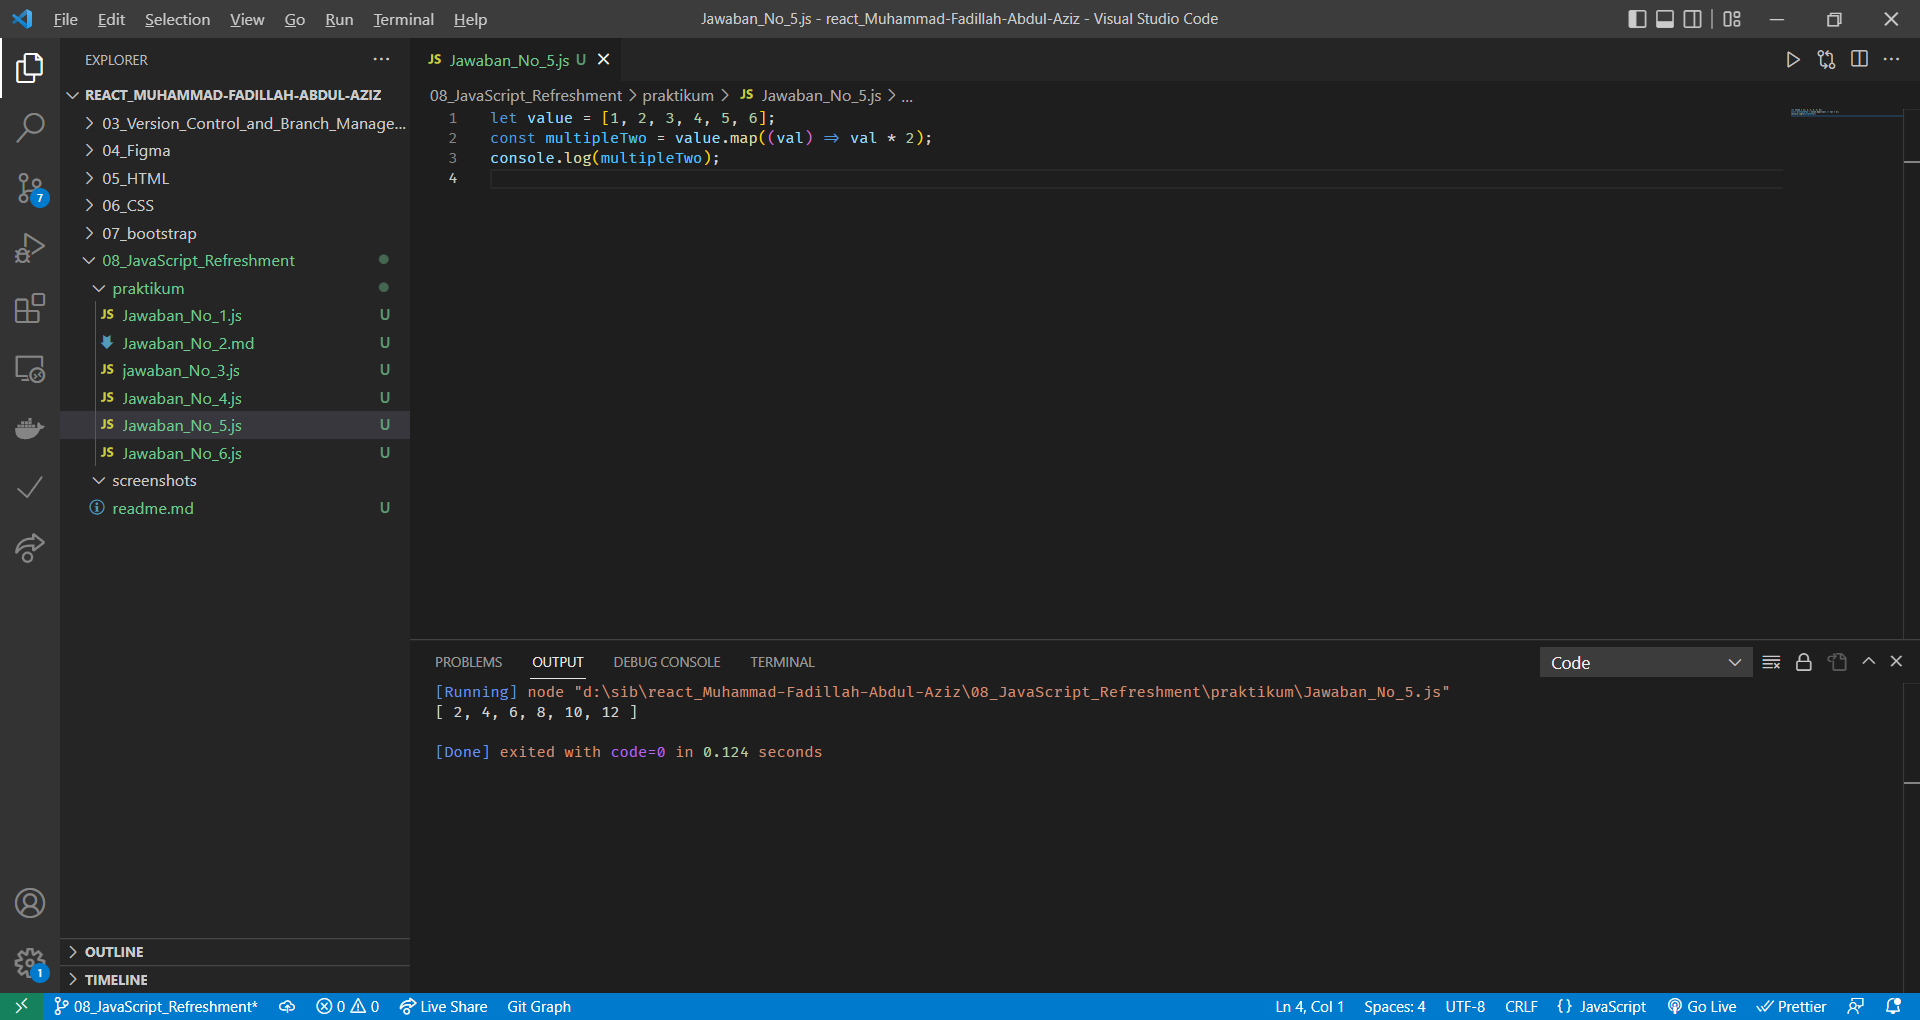 File Edit Selection View Go Run Terminal Help
Jawaban_No_5.js - react_Muhammad-Fadillah-Abdul-Aziz - Visual Studio Code
EXPLORER
REACT_MUHAMMAD-FADILLAH-ABDUL-AZIZ
03_Version_Control_and_Branch_Manage...
04_Figma
05_HTML
06_CSS
07_bootstrap
08_JavaScript_Refreshment
praktikum
JS Jawaban_No_1.js U
Jawaban_No_2.md U
JS jawaban_No_3.js U
JS Jawaban_No_4.js U
JS Jawaban_No_5.js U
JS Jawaban_No_6.js U
screenshots
readme.md U
OUTLINE
TIMELINE
7
1
JS Jawaban_No_5.js U
08_JavaScript_Refreshment > praktikum > JS Jawaban_No_5.js > ...
1 let value = [1, 2, 3, 4, 5, 6];
2 const multipleTwo = value.map((val) => val * 2);
3 console.log(multipleTwo);
4
PROBLEMS OUTPUT DEBUG CONSOLE TERMINAL
Code
[Running] node "d:\sib\react_Muhammad-Fadillah-Abdul-Aziz\08_JavaScript_Refreshment\praktikum\Jawaban_No_5.js"
[ 2, 4, 6, 8, 10, 12 ]
[Done] exited with code=0 in 0.124 seconds
08_JavaScript_Refreshment* 0 0 Live Share Git Graph
Ln 4, Col 1 Spaces: 4 UTF-8 CRLF {} JavaScript Go Live Prettier